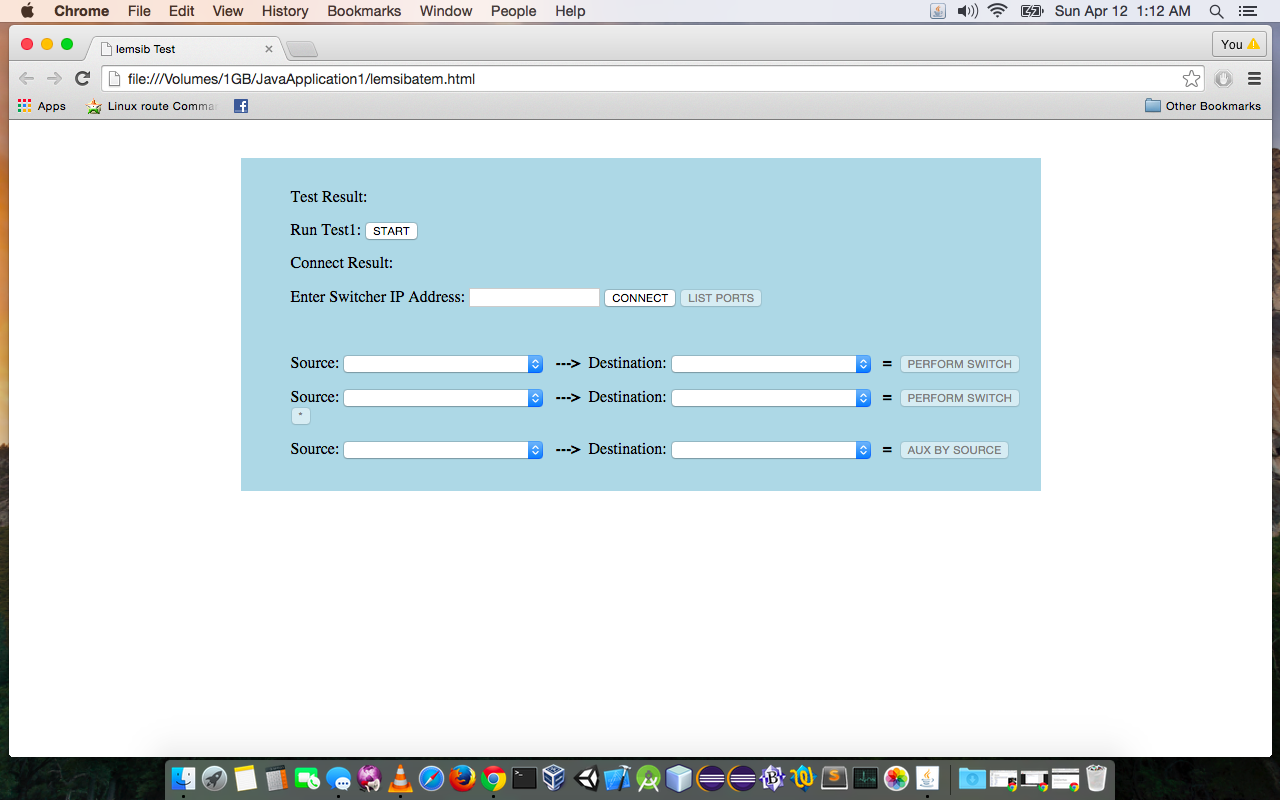 Chrome File Edit View History Bookmarks Window People Help Sun Apr 12 1:12 AM
lemsib Test You
file:///Volumes/1GB/JavaApplication1/lemsibatem.html
Apps Linux route Comma Other Bookmarks
Test Result:
Run Test1: START
Connect Result:
Enter Switcher IP Address: CONNECT LIST PORTS
Source: ---> Destination: = PERFORM SWITCH
Source: ---> Destination: = PERFORM SWITCH
*
Source: ---> Destination: = AUX BY SOURCE